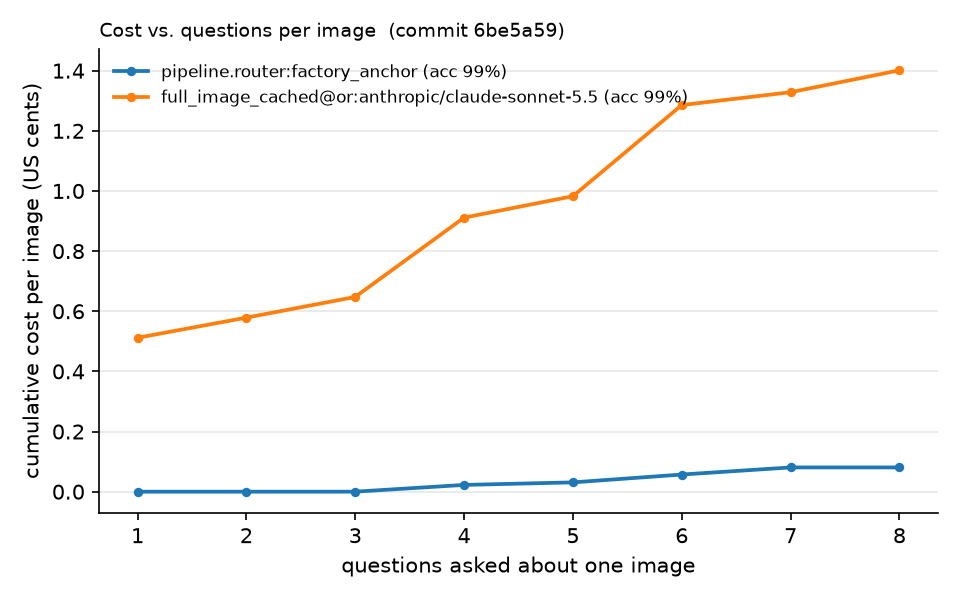 Cost vs. questions per image  (commit 6be5a59)
pipeline.router:factory_anchor (acc 99%)
full_image_cached@or:anthropic/claude-sonnet-5.5 (acc 99%)
cumulative cost per image (US cents)
1.4
1.2
1.0
0.8
0.6
0.4
0.2
0.0
1 2 3 4 5 6 7 8
questions asked about one image